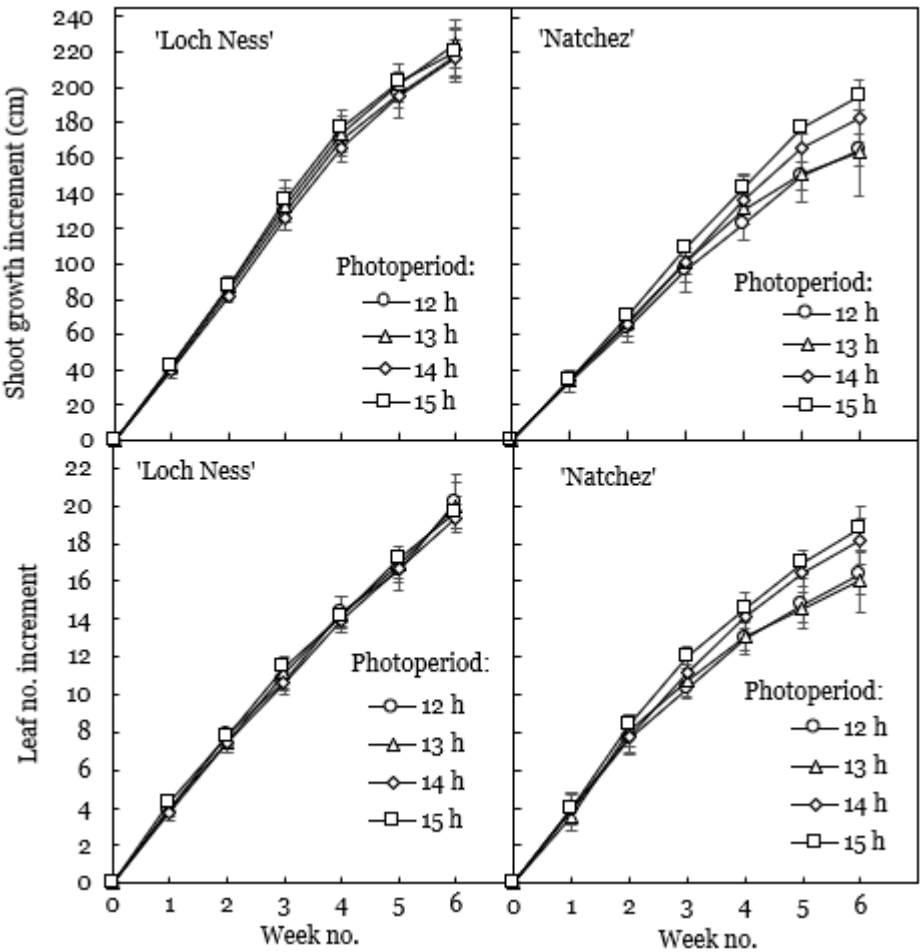 'Loch Ness'
'Natchez'
Shoot growth increment (cm)
240
220
200
180
160
140
120
100
80
60
40
20
0
Photoperiod:
12 h
13 h
14 h
15 h
Photoperiod:
12 h
13 h
14 h
15 h
'Loch Ness'
'Natchez'
Leaf no. increment
22
20
18
16
14
12
10
8
6
4
2
0
Photoperiod:
12 h
13 h
14 h
15 h
Photoperiod:
12 h
13 h
14 h
15 h
0 1 2 3 4 5 6
Week no.
0 1 2 3 4 5 6
Week no.